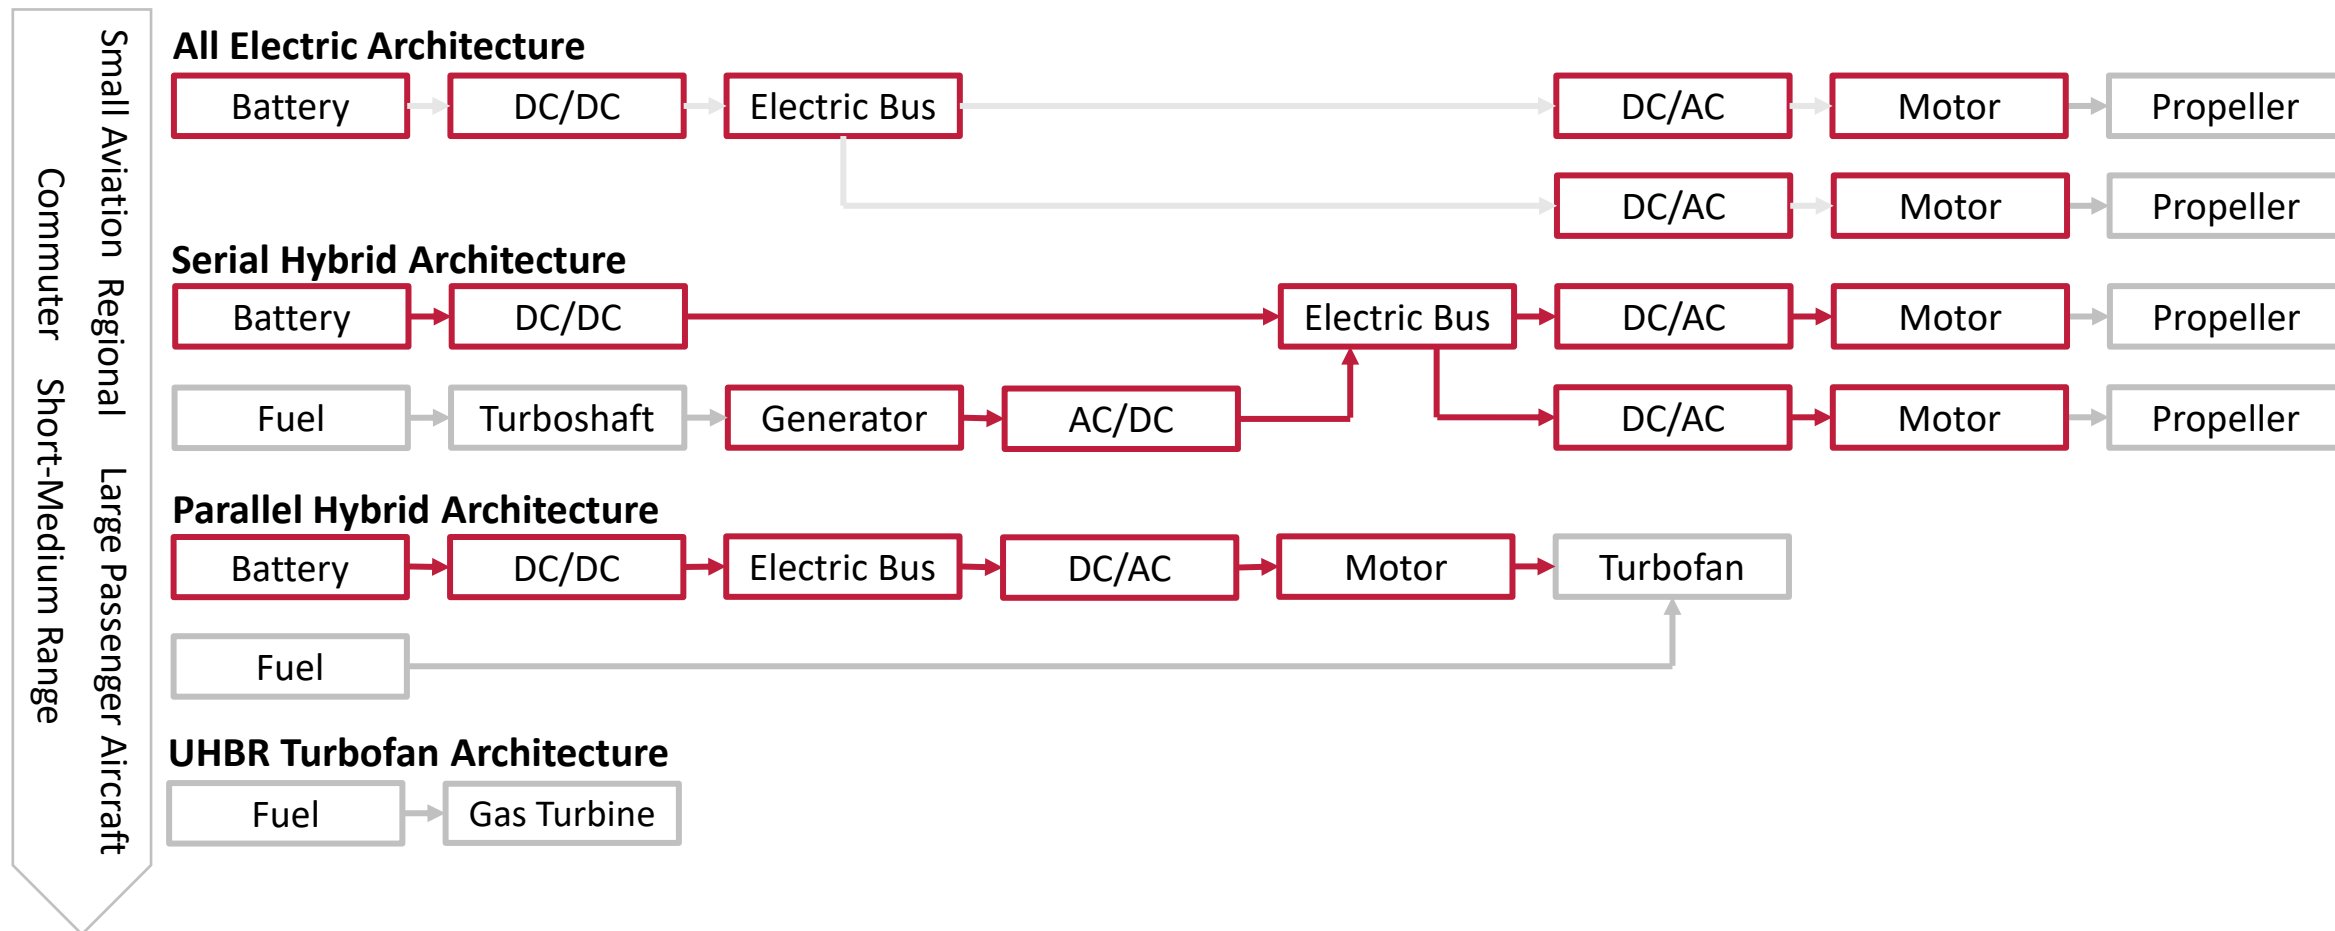 Small Aviation Regional Large Passenger Aircraft
Commuter Short-Medium Range
All Electric Architecture
Battery DC/DC Electric Bus DC/AC Motor Propeller
DC/AC Motor Propeller
Serial Hybrid Architecture
Battery DC/DC Electric Bus DC/AC Motor Propeller
Fuel Turboshaft Generator AC/DC DC/AC Motor Propeller
Parallel Hybrid Architecture
Battery DC/DC Electric Bus DC/AC Motor Turbofan
Fuel
UHBR Turbofan Architecture
Fuel Gas Turbine